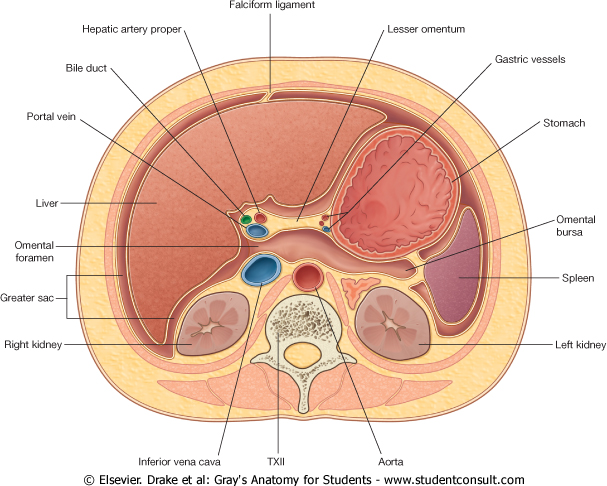 Falciform ligament
Hepatic artery proper
Lesser omentum
Bile duct
Gastric vessels
Portal vein
Stomach
Liver
Omental
bursa
Omental
foramen
Spleen
Greater sac
Right kidney
Left kidney
Inferior vena cava
TXII
Aorta
© Elsevier. Drake et al: Gray's Anatomy for Students - www.studentconsult.com